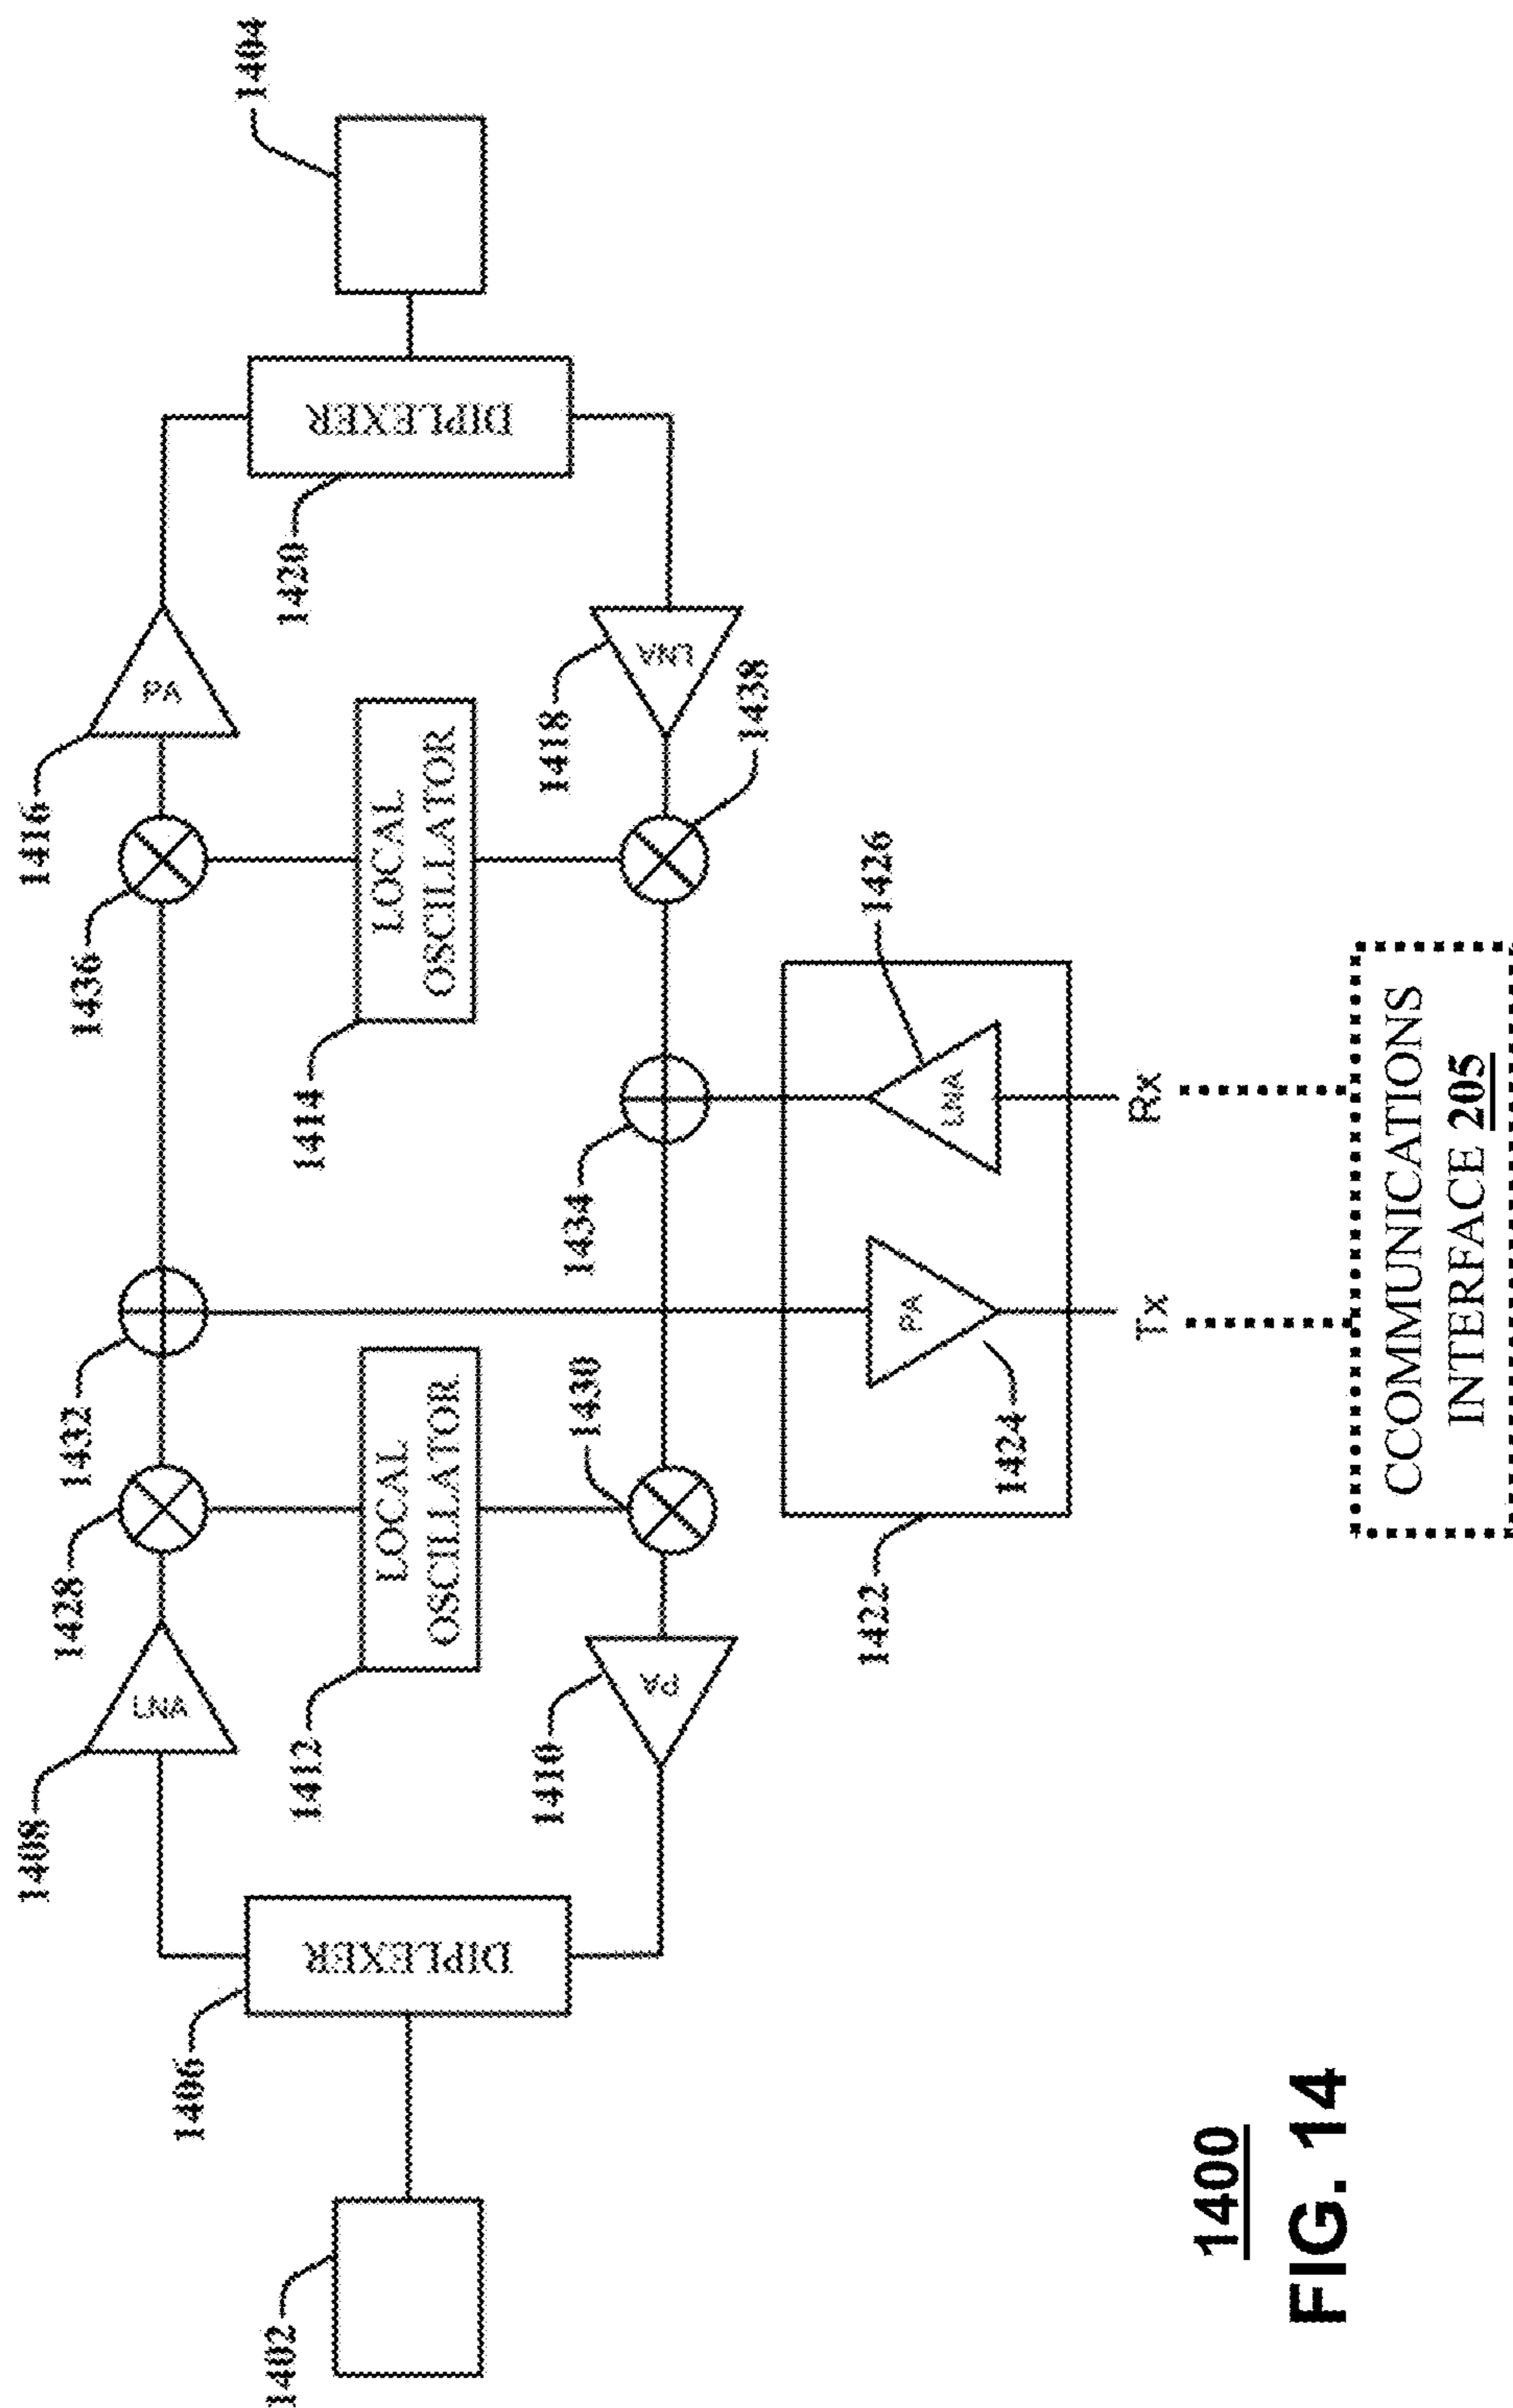 1408
1416
1428
1432
1436
LNA
PA
1406
1404
1402
1412
1414
1420
LOCAL
OSCILLATOR
LOCAL
OSCILLATOR
DIPLEXER
DIPLEXER
1410
1430
1434
1418
PA
LNA
1438
1422
1426
PA
LNA
1424
Tx
Rx
1400
FIG. 14
CCOMMUNICATIONS
INTERFACE 205